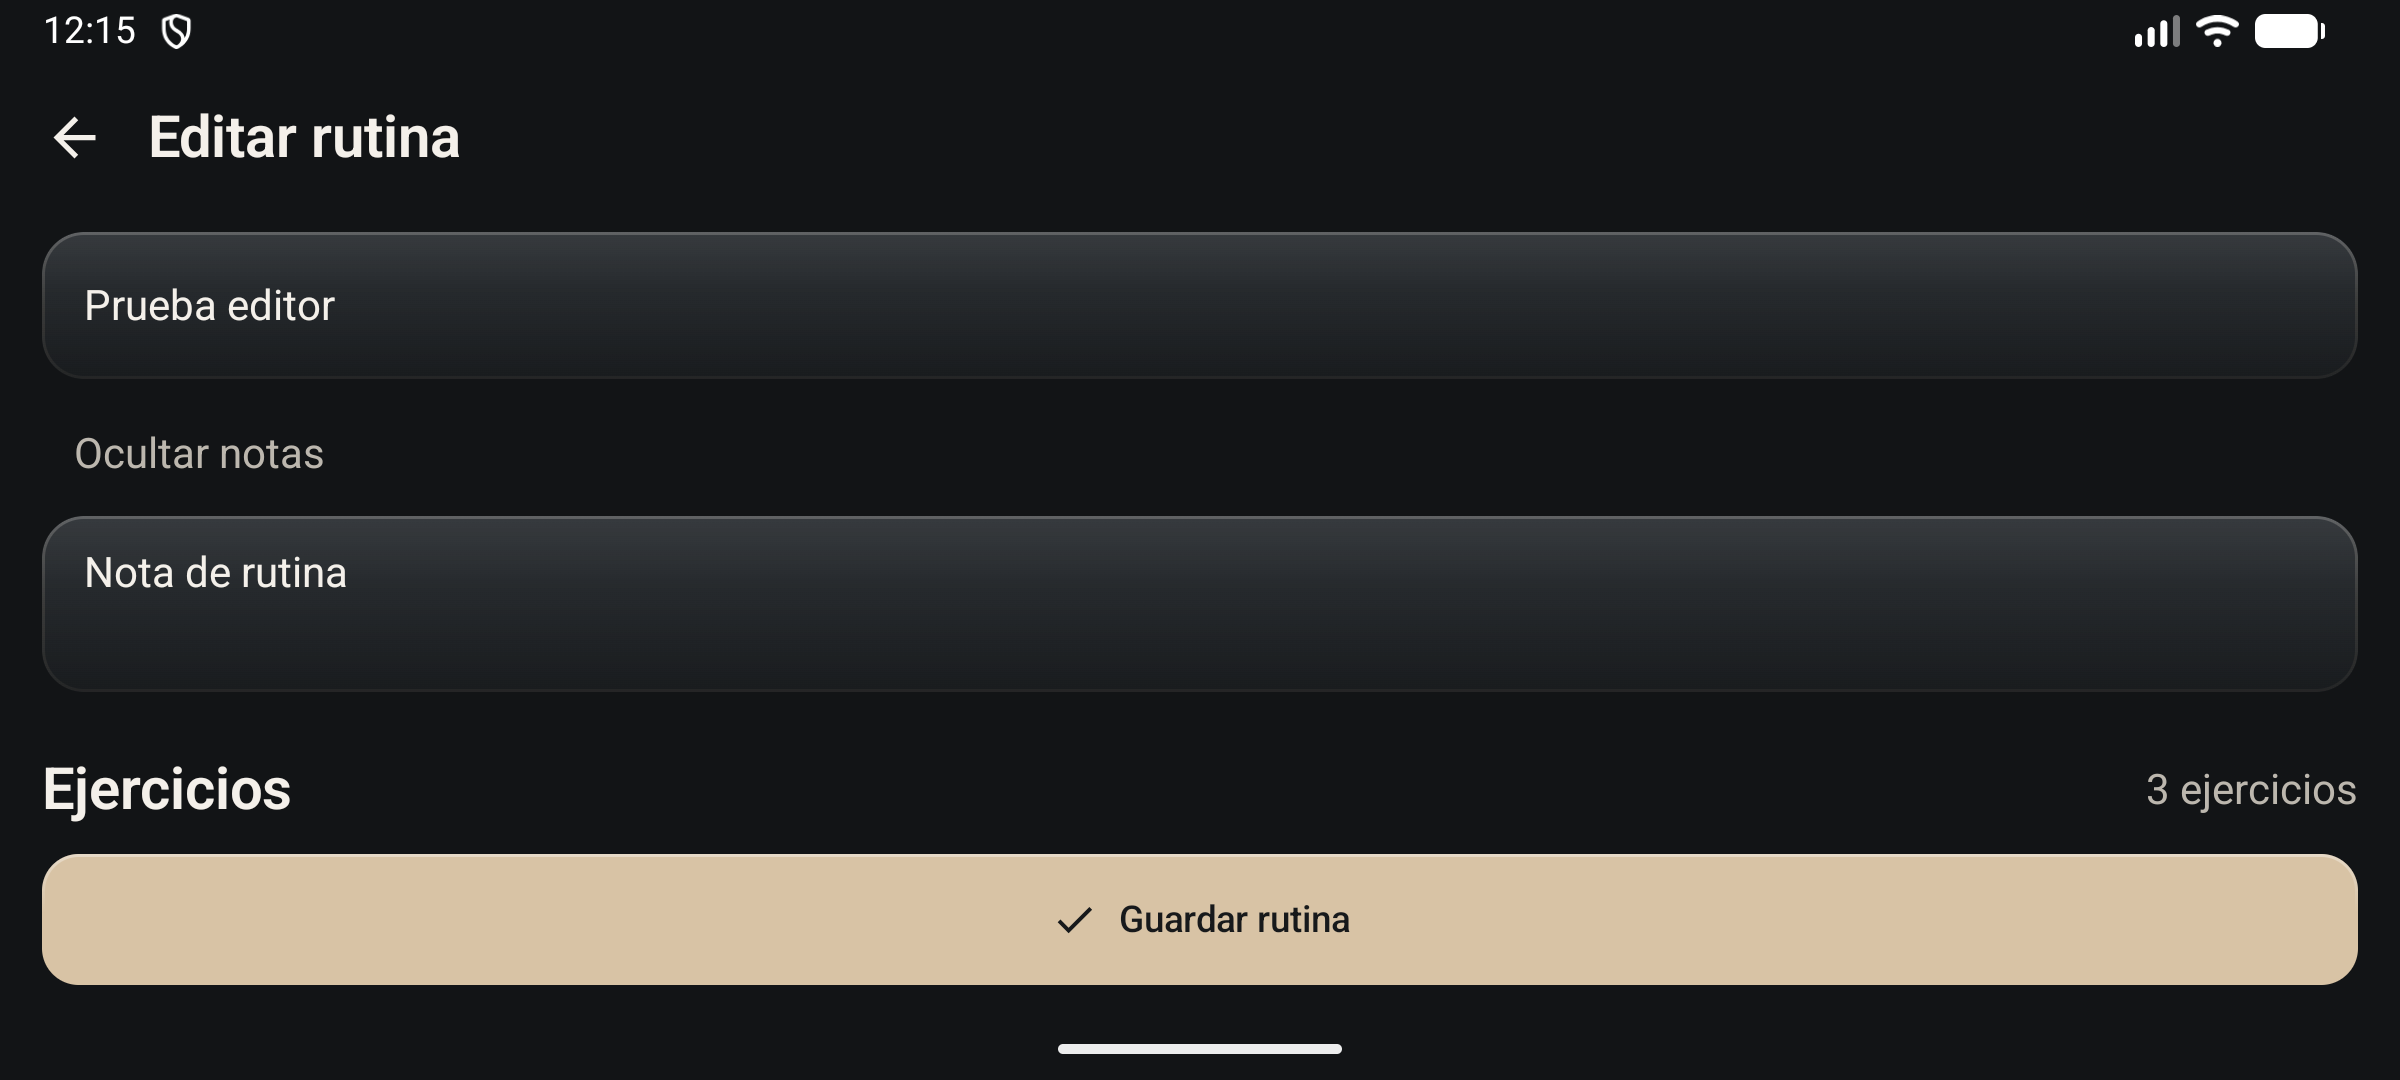 12:15
Editar rutina
Prueba editor
Ocultar notas
Nota de rutina
Ejercicios
3 ejercicios
Guardar rutina